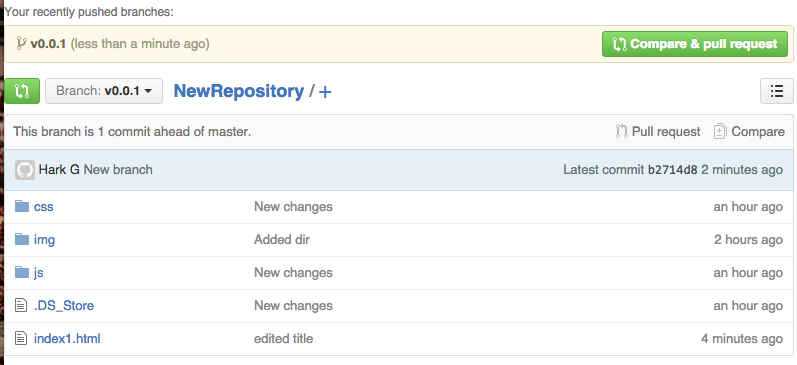 Your recently pushed branches:
v0.0.1 (less than a minute ago) Compare & pull request
Branch: v0.0.1 NewRepository / +
This branch is 1 commit ahead of master. Pull request Compare
Hark G New branch Latest commit b2714d8 2 minutes ago
css New changes an hour ago
img Added dir 2 hours ago
js New changes an hour ago
.DS_Store New changes an hour ago
index1.html edited title 4 minutes ago